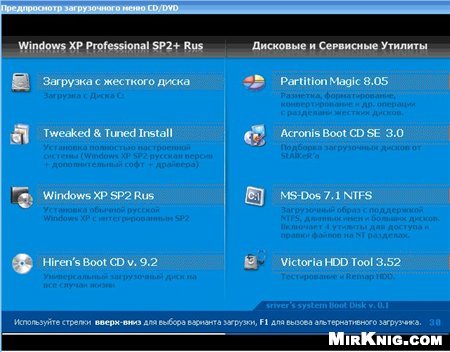 Предпросмотр загрузочного меню CD/DVD
Windows XP Professional SP2+ Rus
Загрузка с жесткого диска
Загрузка с Диска C:
Tweaked & Tuned Install
Установка полностью настроенной
системы (Windows XP SP2 русская версия
+ дополнительный софт + драйвера)
Windows XP SP2 Rus
Установка обычной русской
Windows XP с интегрированным SP2
Hiren's Boot CD v. 9.2
Универсальный загрузочный диск на
все случаи жизни
Дисковые и Сервисные Утилиты
Partition Magic 8.05
Разметка, форматирование,
конвертирование и др. операции
с разделами жестких дисков.
Acronis Boot CD SE 3.0
Подборка загрузочных дисков от
StAlKeR'а
MS-Dos 7.1 NTFS
Загрузочный образ с поддержкой
NTFS, длинных имен и больших дисков.
Включает 4 утилиты для доступа и
правки файлов на NT разделах.
Victoria HDD Tool 3.52
Тестирование и Remap HDD.
sriver's system Boot Disk v. 0.1
Используйте стрелки вверх-вниз для выбора варианта загрузки, F1 для вызова альтернативного загрузчика. 30
MirKnig.com